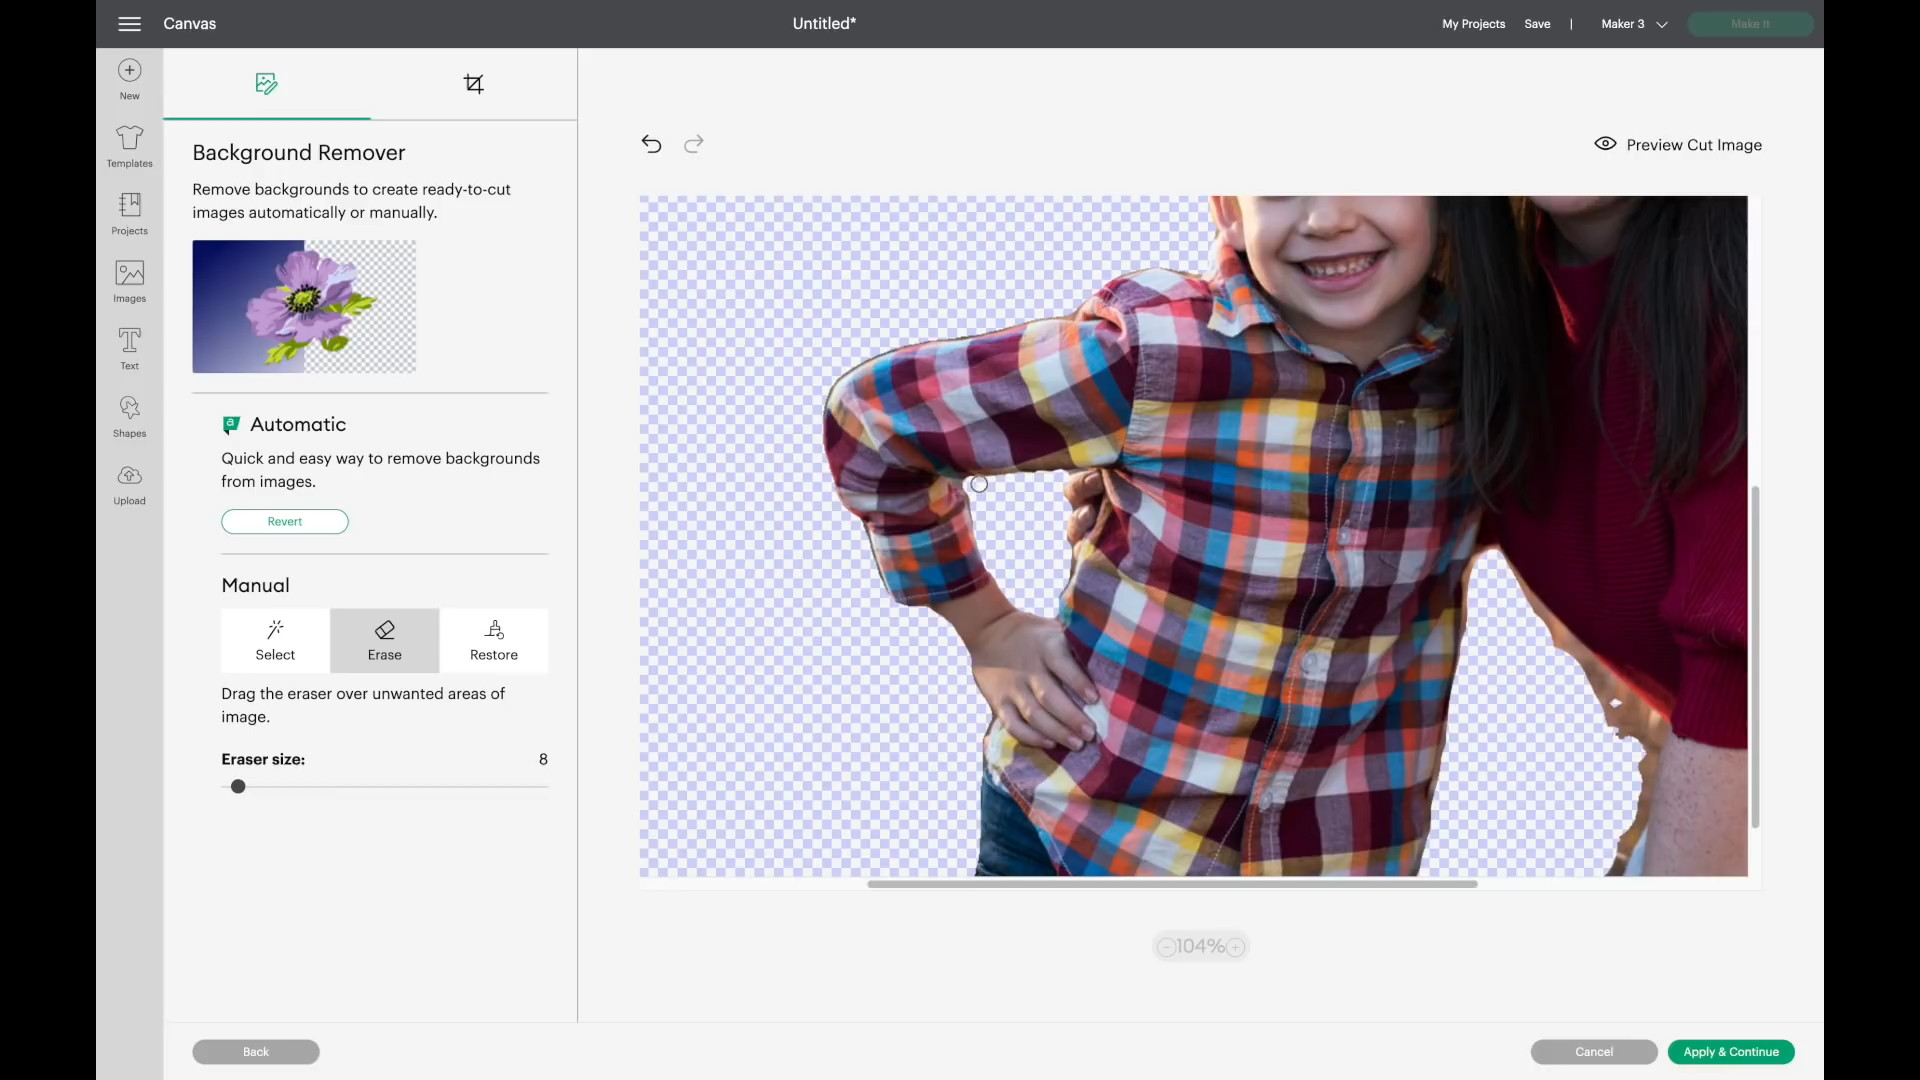 Canvas
Untitled*
My Projects
Save
|
Maker 3
Make It
New
Templates
Projects
Images
Text
Shapes
Upload
Background Remover
Remove backgrounds to create ready-to-cut
images automatically or manually.
a
Automatic
Quick and easy way to remove backgrounds
from images.
Revert
Manual
Select
Erase
Restore
Drag the eraser over unwanted areas of
image.
Eraser size:
8
Preview Cut Image
104%
Back
Cancel
Apply & Continue